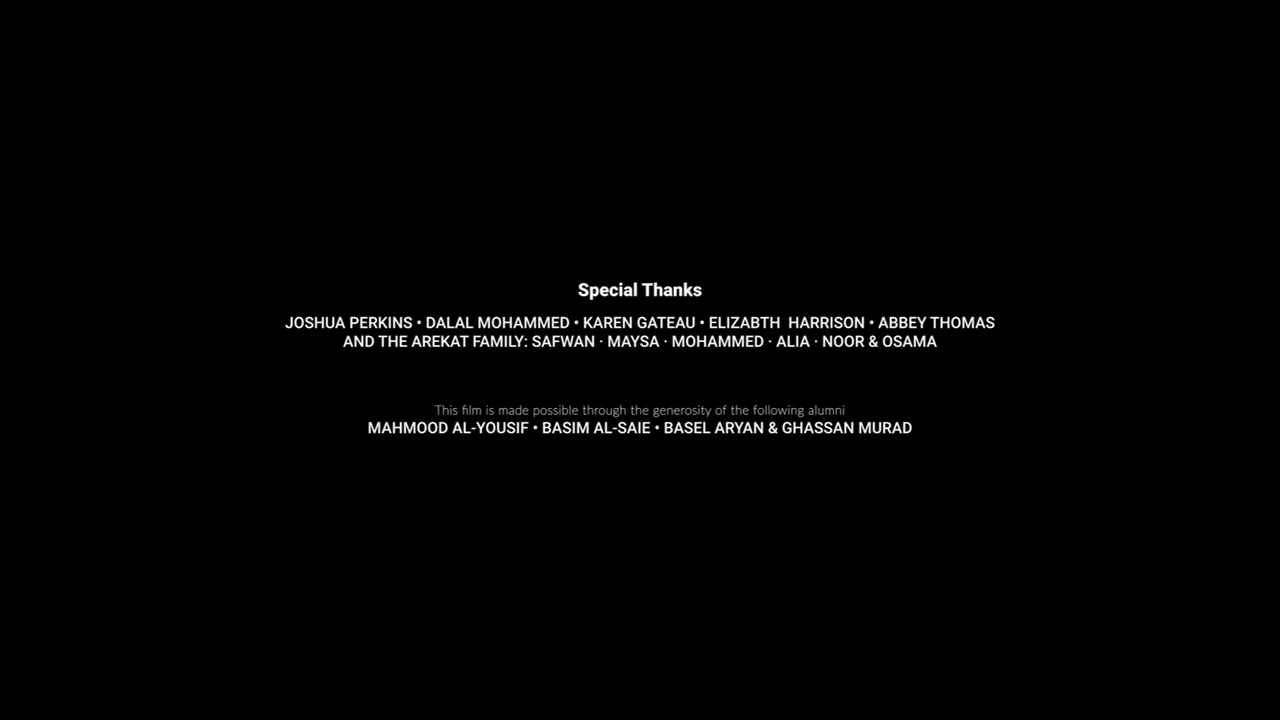 Special Thanks
JOSHUA PERKINS • DALAL MOHAMMED • KAREN GATEAU • ELIZABTH  HARRISON • ABBEY THOMAS
AND THE AREKAT FAMILY: SAFWAN · MAYSA · MOHAMMED · ALIA · NOOR & OSAMA
This film is made possible through the generosity of the following alumni
MAHMOOD AL-YOUSIF • BASIM AL-SAIE • BASEL ARYAN & GHASSAN MURAD